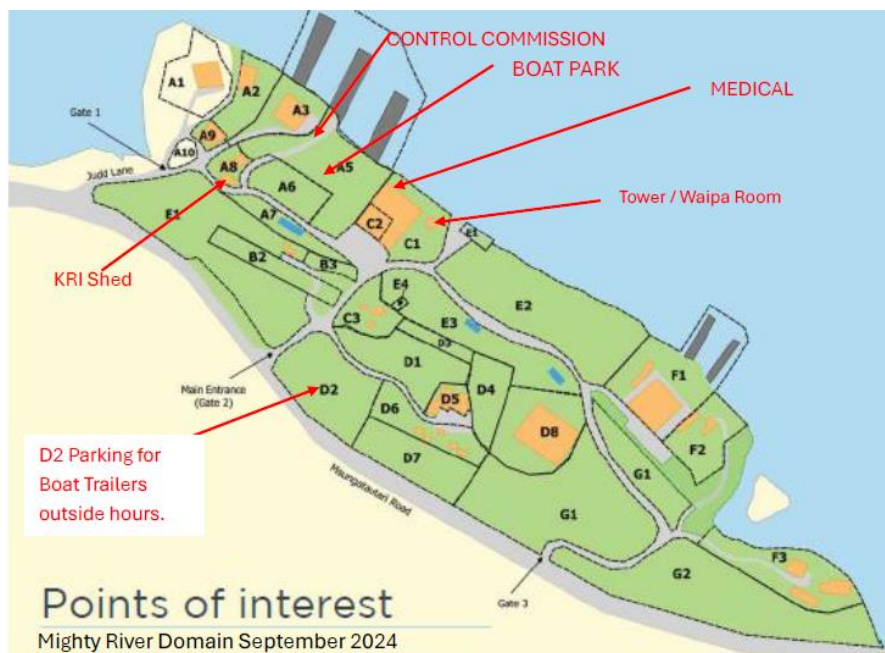 CONTROL COMMISSION
BOAT PARK
MEDICAL
A1
A2
A3
Gate 1
A9
A10
Judd Lane
A8
A5
A6
E1
A7
C2
C1
E1
Tower / Waipa Room
KRI Shed
B2
B3
E4
E2
C3
E3
D3
D1
Main Entrance
(Gate 2)
D2
D4
D5
D6
D7
D8
F1
F2
D2 Parking for
Boat Trailers
outside hours.
Maungatautari Road
G1
G1
Gate 3
G2
F3
Points of interest
Mighty River Domain September 2024